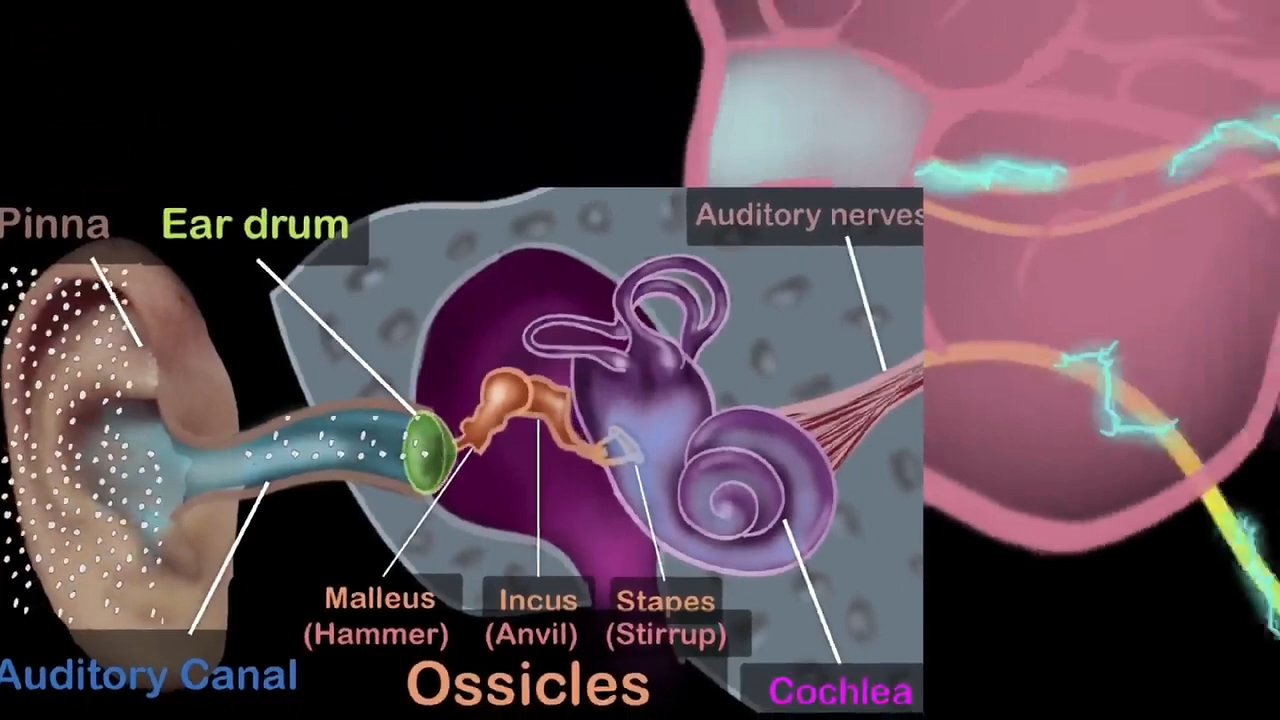 Pinna
Ear drum
Auditory nerves
Malleus
(Hammer)
Incus
(Anvil)
Stapes
(Stirrup)
Ossicles
Auditory Canal
Cochlea